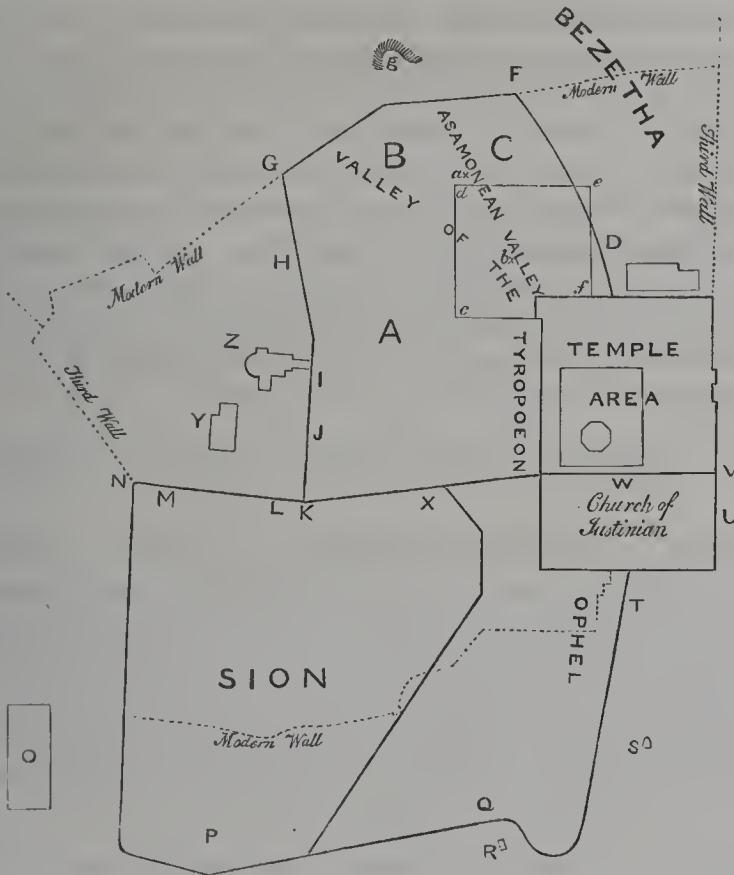 BEZETHA
g
F
Modern Wall
Third Wall
G
B
VALLEY
C
ASAMONEAN VALLEY
THE
a x
d
e
O
F
b x
f
c
H
D
Modern Wall
Z
A
I
TYROPOEON
TEMPLE
AREA
Third Wall
Y
J
N
M
L
K
X
W
V
Church of
Justinian
U
OPHEL
T
SION
Modern Wall
S
O
P
Q
R